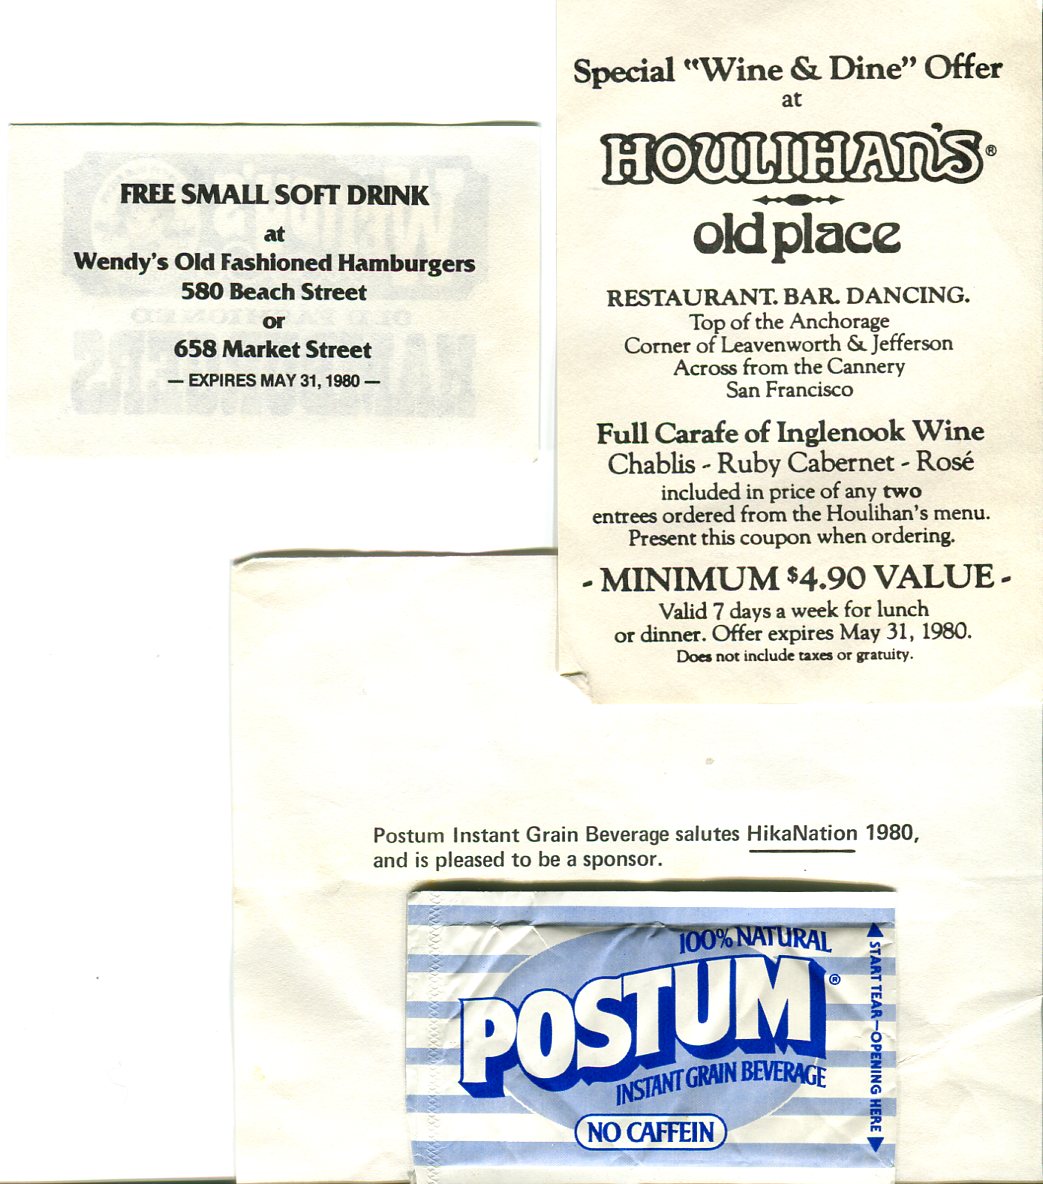 FREE SMALL SOFT DRINK
at
Wendy's Old Fashioned Hamburgers
580 Beach Street
or
658 Market Street
— EXPIRES MAY 31, 1980 —
Special "Wine & Dine" Offer
at
HOULIHAN'S®
old place
RESTAURANT. BAR. DANCING.
Top of the Anchorage
Corner of Leavenworth & Jefferson
Across from the Cannery
San Francisco
Full Carafe of Inglenook Wine
Chablis - Ruby Cabernet - Rosé
included in price of any two
entrees ordered from the Houlihan's menu.
Present this coupon when ordering.
- MINIMUM $4.90 VALUE -
Valid 7 days a week for lunch
or dinner. Offer expires May 31, 1980.
Does not include taxes or gratuity.
Postum Instant Grain Beverage salutes HikaNation 1980,
and is pleased to be a sponsor.
100% NATURAL
POSTUM®
INSTANT GRAIN BEVERAGE
NO CAFFEIN
START TEAR—OPENING HERE